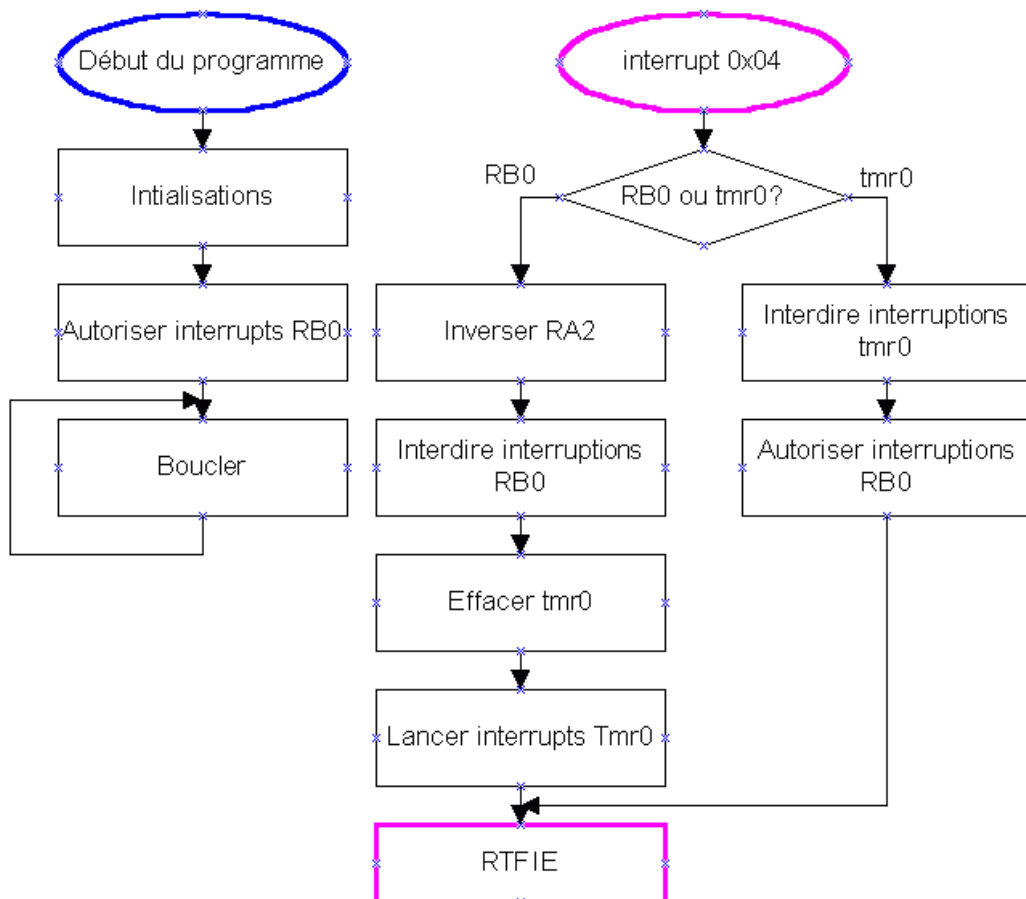 Début du programme
Intialisations
Autoriser interrupts RB0
Boucler
interrupt 0x04
RB0 ou tmr0?
RB0
tmr0
Inverser RA2
Interdire interruptions
RB0
Effacer tmr0
Lancer interrupts Tmr0
Interdire interruptions
tmr0
Autoriser interruptions
RB0
RTFIE